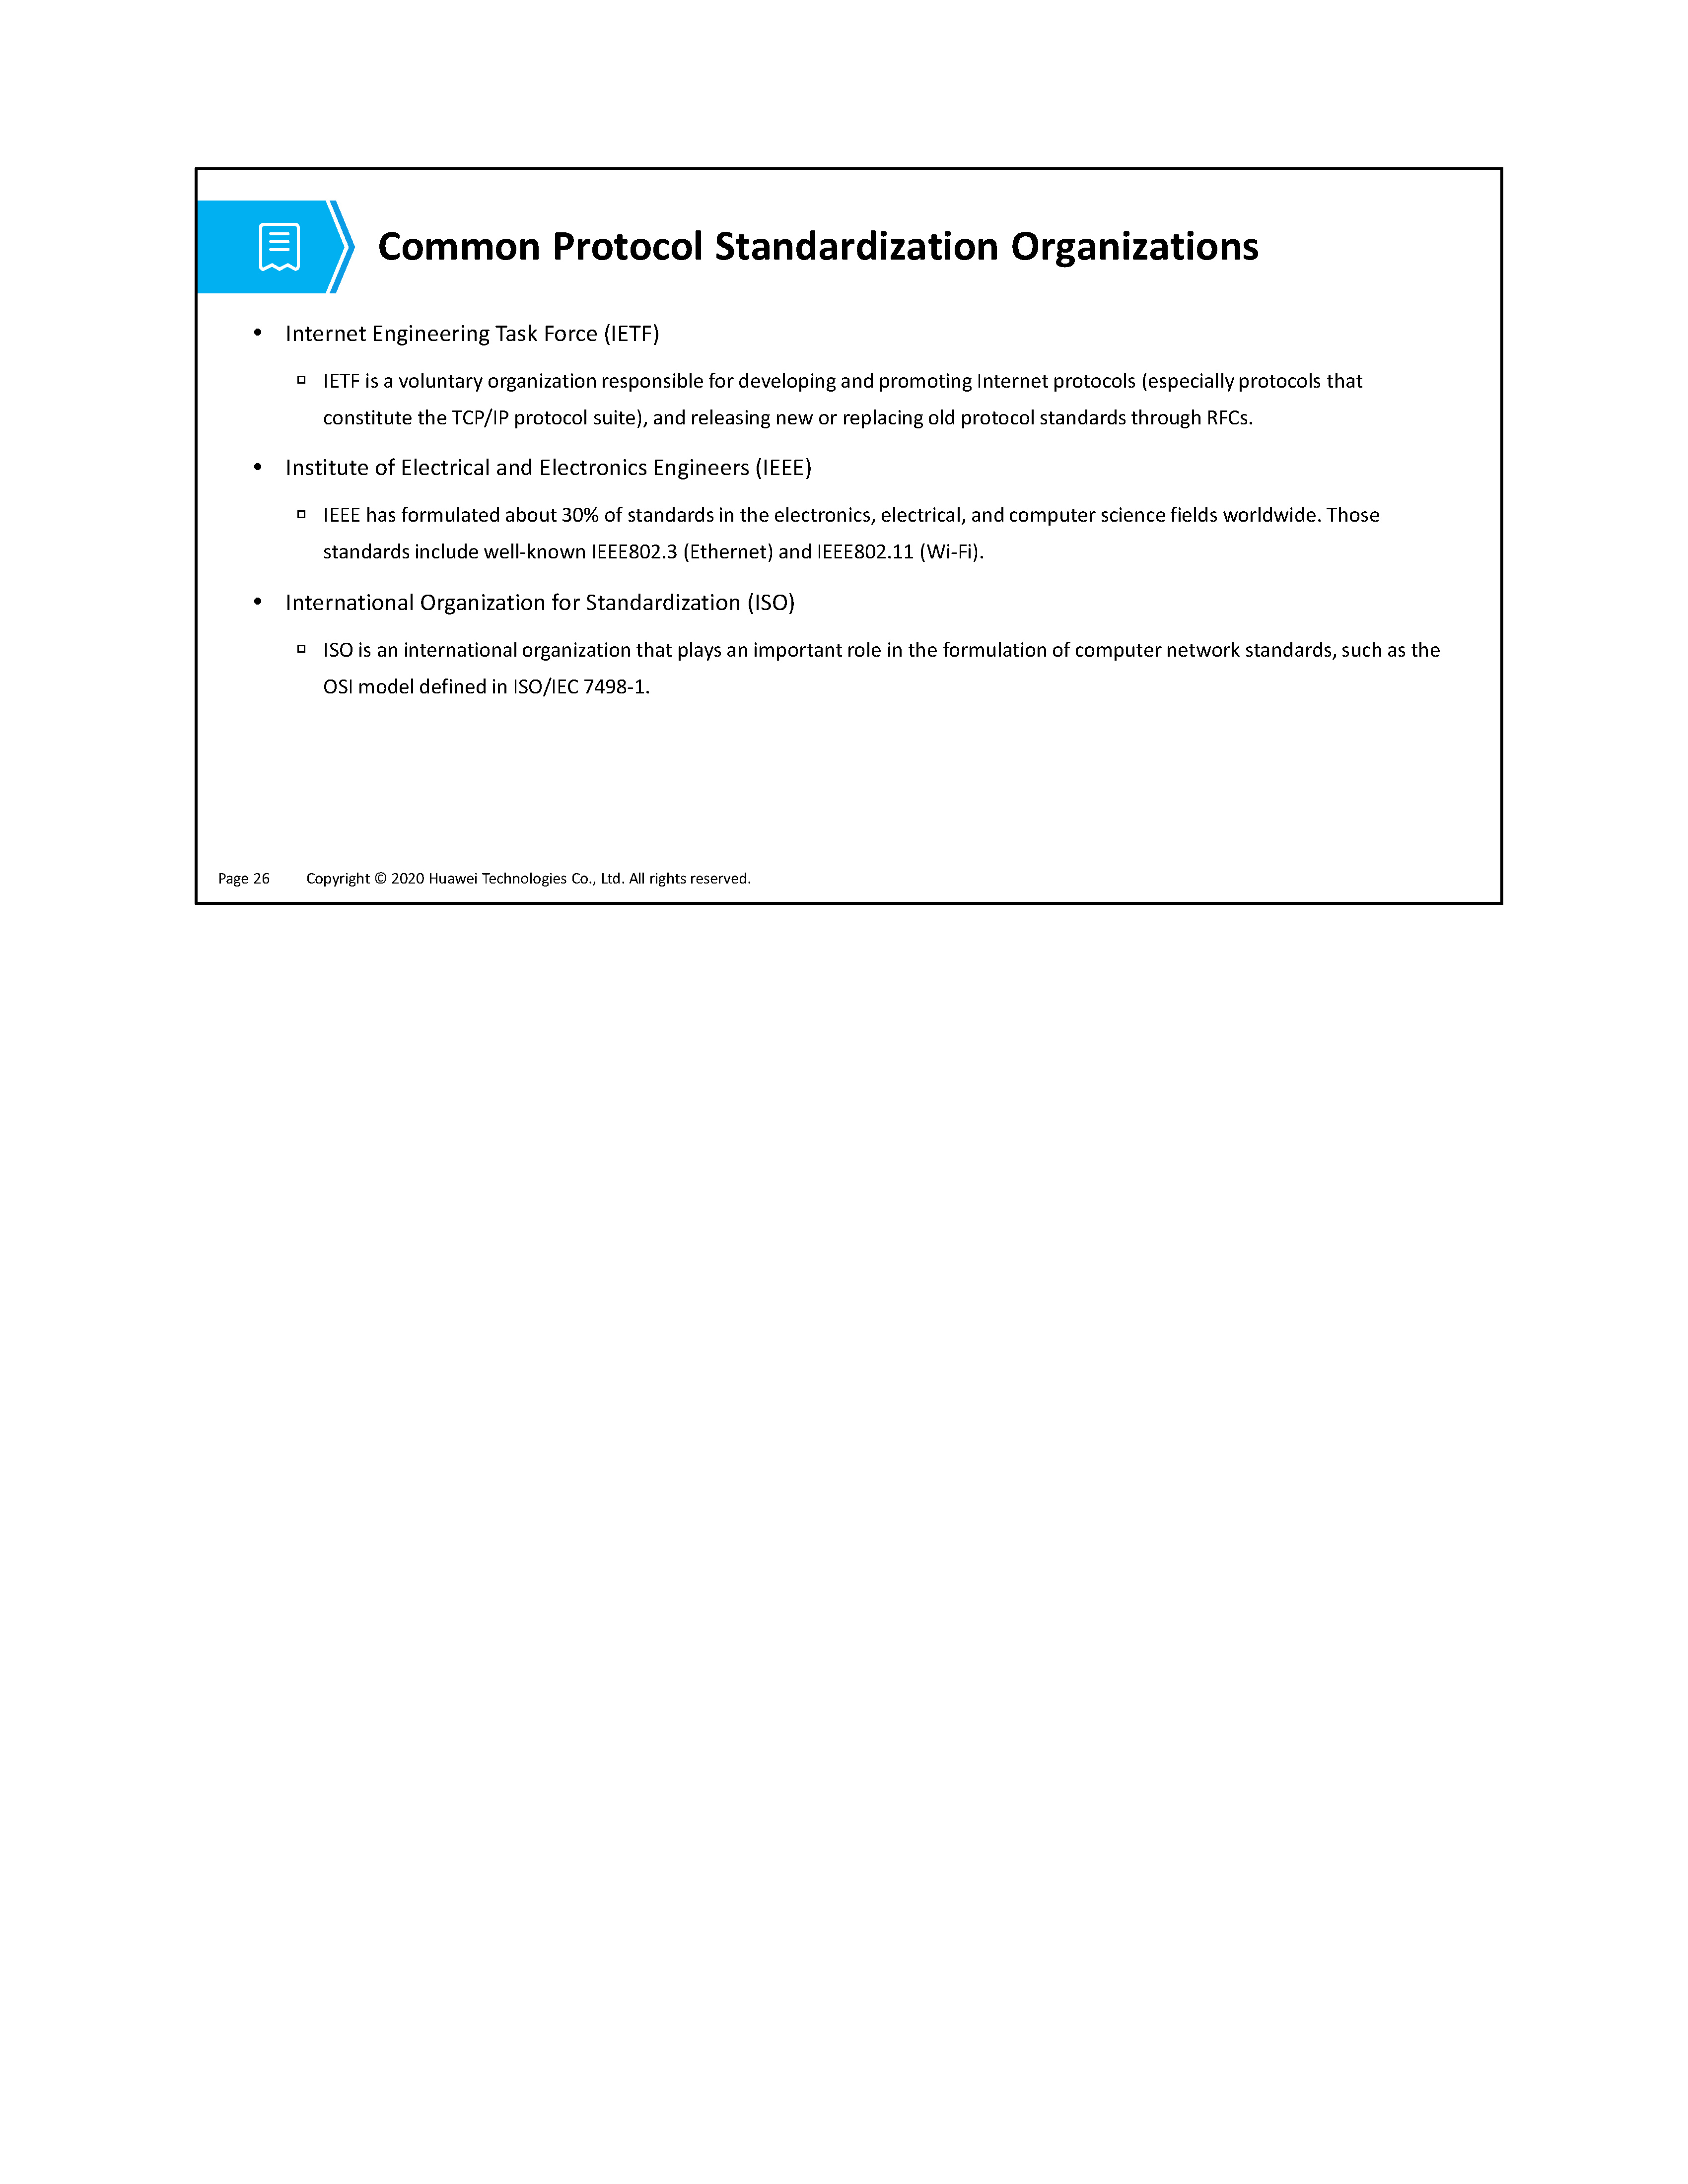 Common Protocol Standardization Organizations
• Internet Engineering Task Force (IETF)
▫ IETF is a voluntary organization responsible for developing and promoting Internet protocols (especially protocols that
constitute the TCP/IP protocol suite), and releasing new or replacing old protocol standards through RFCs.
• Institute of Electrical and Electronics Engineers (IEEE)
▫ IEEE has formulated about 30% of standards in the electronics, electrical, and computer science fields worldwide. Those
standards include well-known IEEE802.3 (Ethernet) and IEEE802.11 (Wi-Fi).
• International Organization for Standardization (ISO)
▫ ISO is an international organization that plays an important role in the formulation of computer network standards, such as the
OSI model defined in ISO/IEC 7498-1.
Page 26 Copyright © 2020 Huawei Technologies Co., Ltd. All rights reserved.